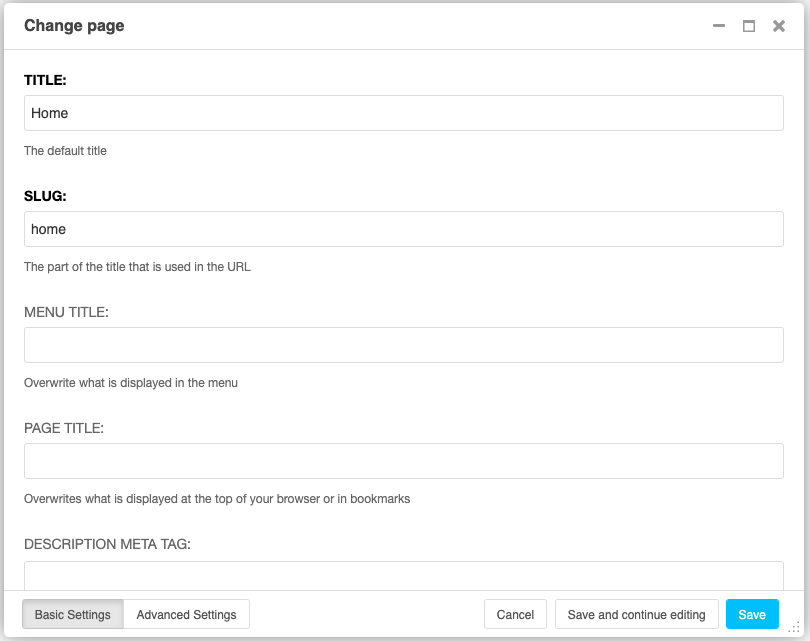 Change page
TITLE:
Home
The default title
SLUG:
home
The part of the title that is used in the URL
MENU TITLE:
Overwrite what is displayed in the menu
PAGE TITLE:
Overwrites what is displayed at the top of your browser or in bookmarks
DESCRIPTION META TAG:
Basic Settings Advanced Settings Cancel Save and continue editing Save